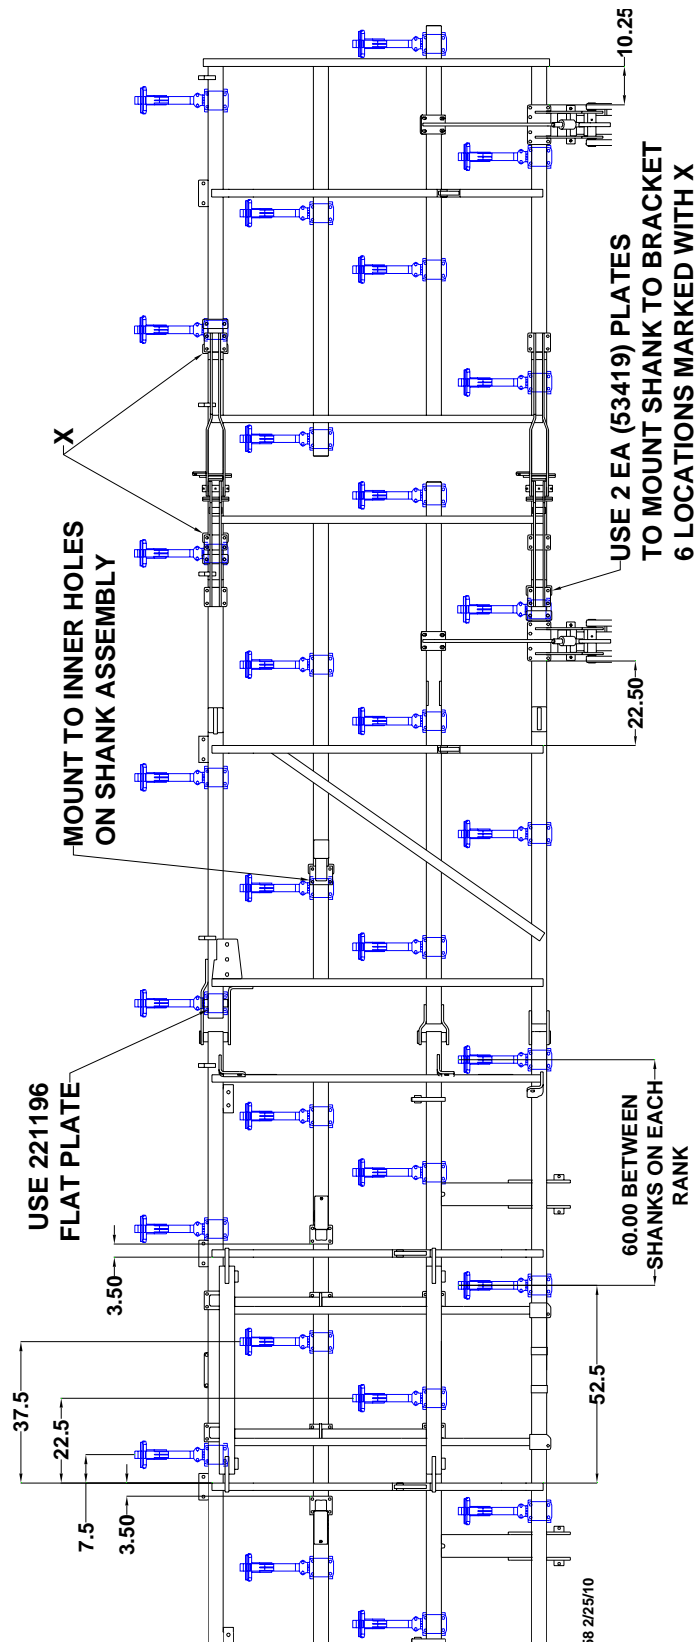 10.25
USE 2 EA (53419) PLATES
TO MOUNT SHANK TO BRACKET
6 LOCATIONS MARKED WITH X
X
MOUNT TO INNER HOLES
ON SHANK ASSEMBLY
22.50
USE 221196
FLAT PLATE
60.00 BETWEEN
SHANKS ON EACH
RANK
3.50
37.5
22.5
52.5
7.5
3.50
2/25/10